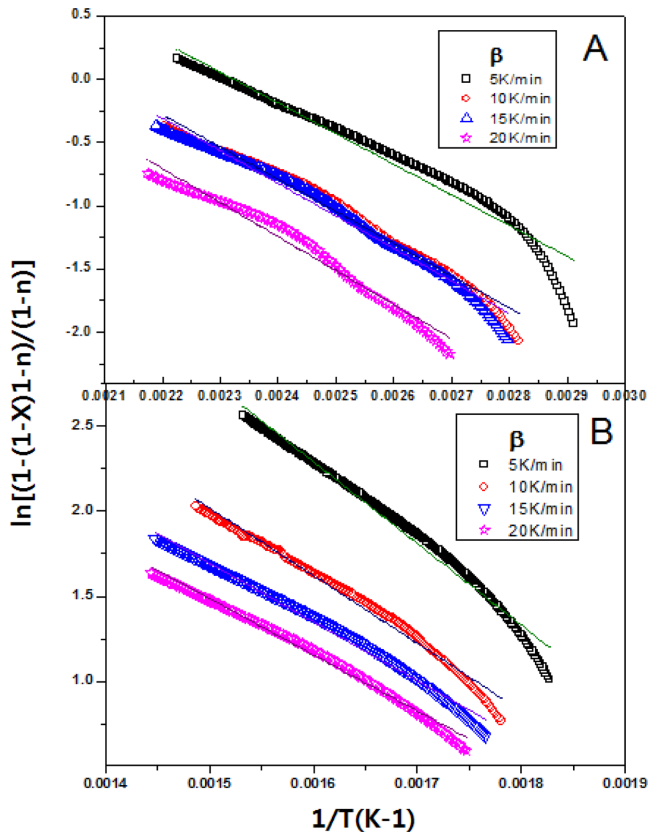 0.5
0.0
-0.5
-1.0
-1.5
-2.0
A
β
5K/min
10K/min
15K/min
20K/min
0.0021 0.0022 0.0023 0.0024 0.0025 0.0026 0.0027 0.0028 0.0029 0.0030
ln[(1-(1-X)1-n)/(1-n)]
2.5
2.0
1.5
1.0
B
β
5K/min
10K/min
15K/min
20K/min
0.0014 0.0015 0.0016 0.0017 0.0018 0.0019
1/T(K-1)